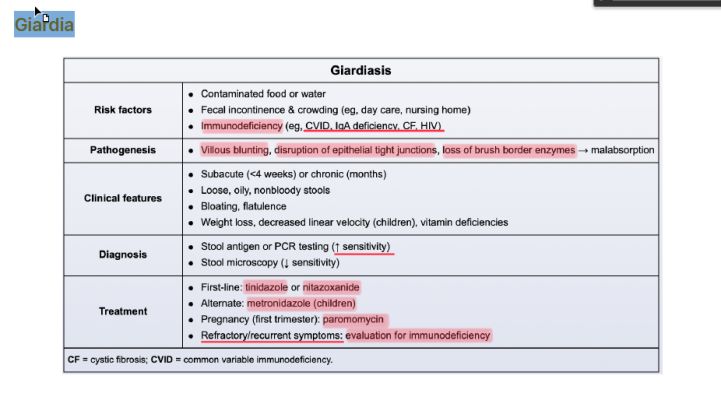 Giardia
Giardiasis
Risk factors
• Contaminated food or water
• Fecal incontinence & crowding (eg, day care, nursing home)
• Immunodeficiency (eg, CVID, IgA deficiency, CF, HIV)
Pathogenesis
• Villous blunting, disruption of epithelial tight junctions, loss of brush border enzymes → malabsorption
Clinical features
• Subacute (<4 weeks) or chronic (months)
• Loose, oily, nonbloody stools
• Bloating, flatulence
• Weight loss, decreased linear velocity (children), vitamin deficiencies
Diagnosis
• Stool antigen or PCR testing (↑ sensitivity)
• Stool microscopy (↓ sensitivity)
Treatment
• First-line: tinidazole or nitazoxanide
• Alternate: metronidazole (children)
• Pregnancy (first trimester): paromomycin
• Refractory/recurrent symptoms: evaluation for immunodeficiency
CF = cystic fibrosis; CVID = common variable immunodeficiency.